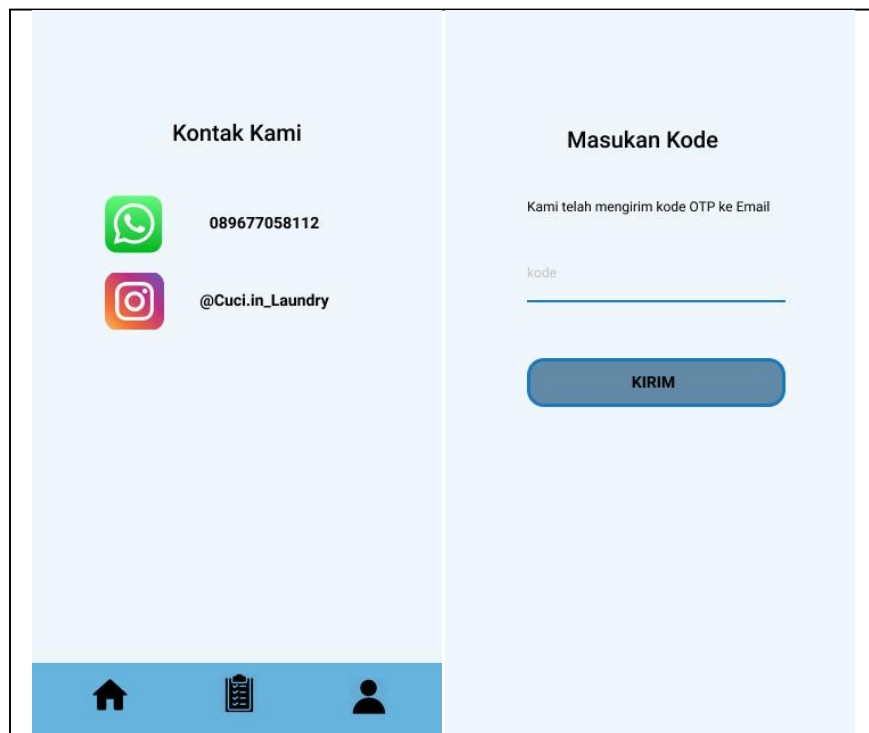 Kontak Kami
089677058112
@Cuci.in_Laundry
Masukan Kode
Kami telah mengirim kode OTP ke Email
kode
KIRIM